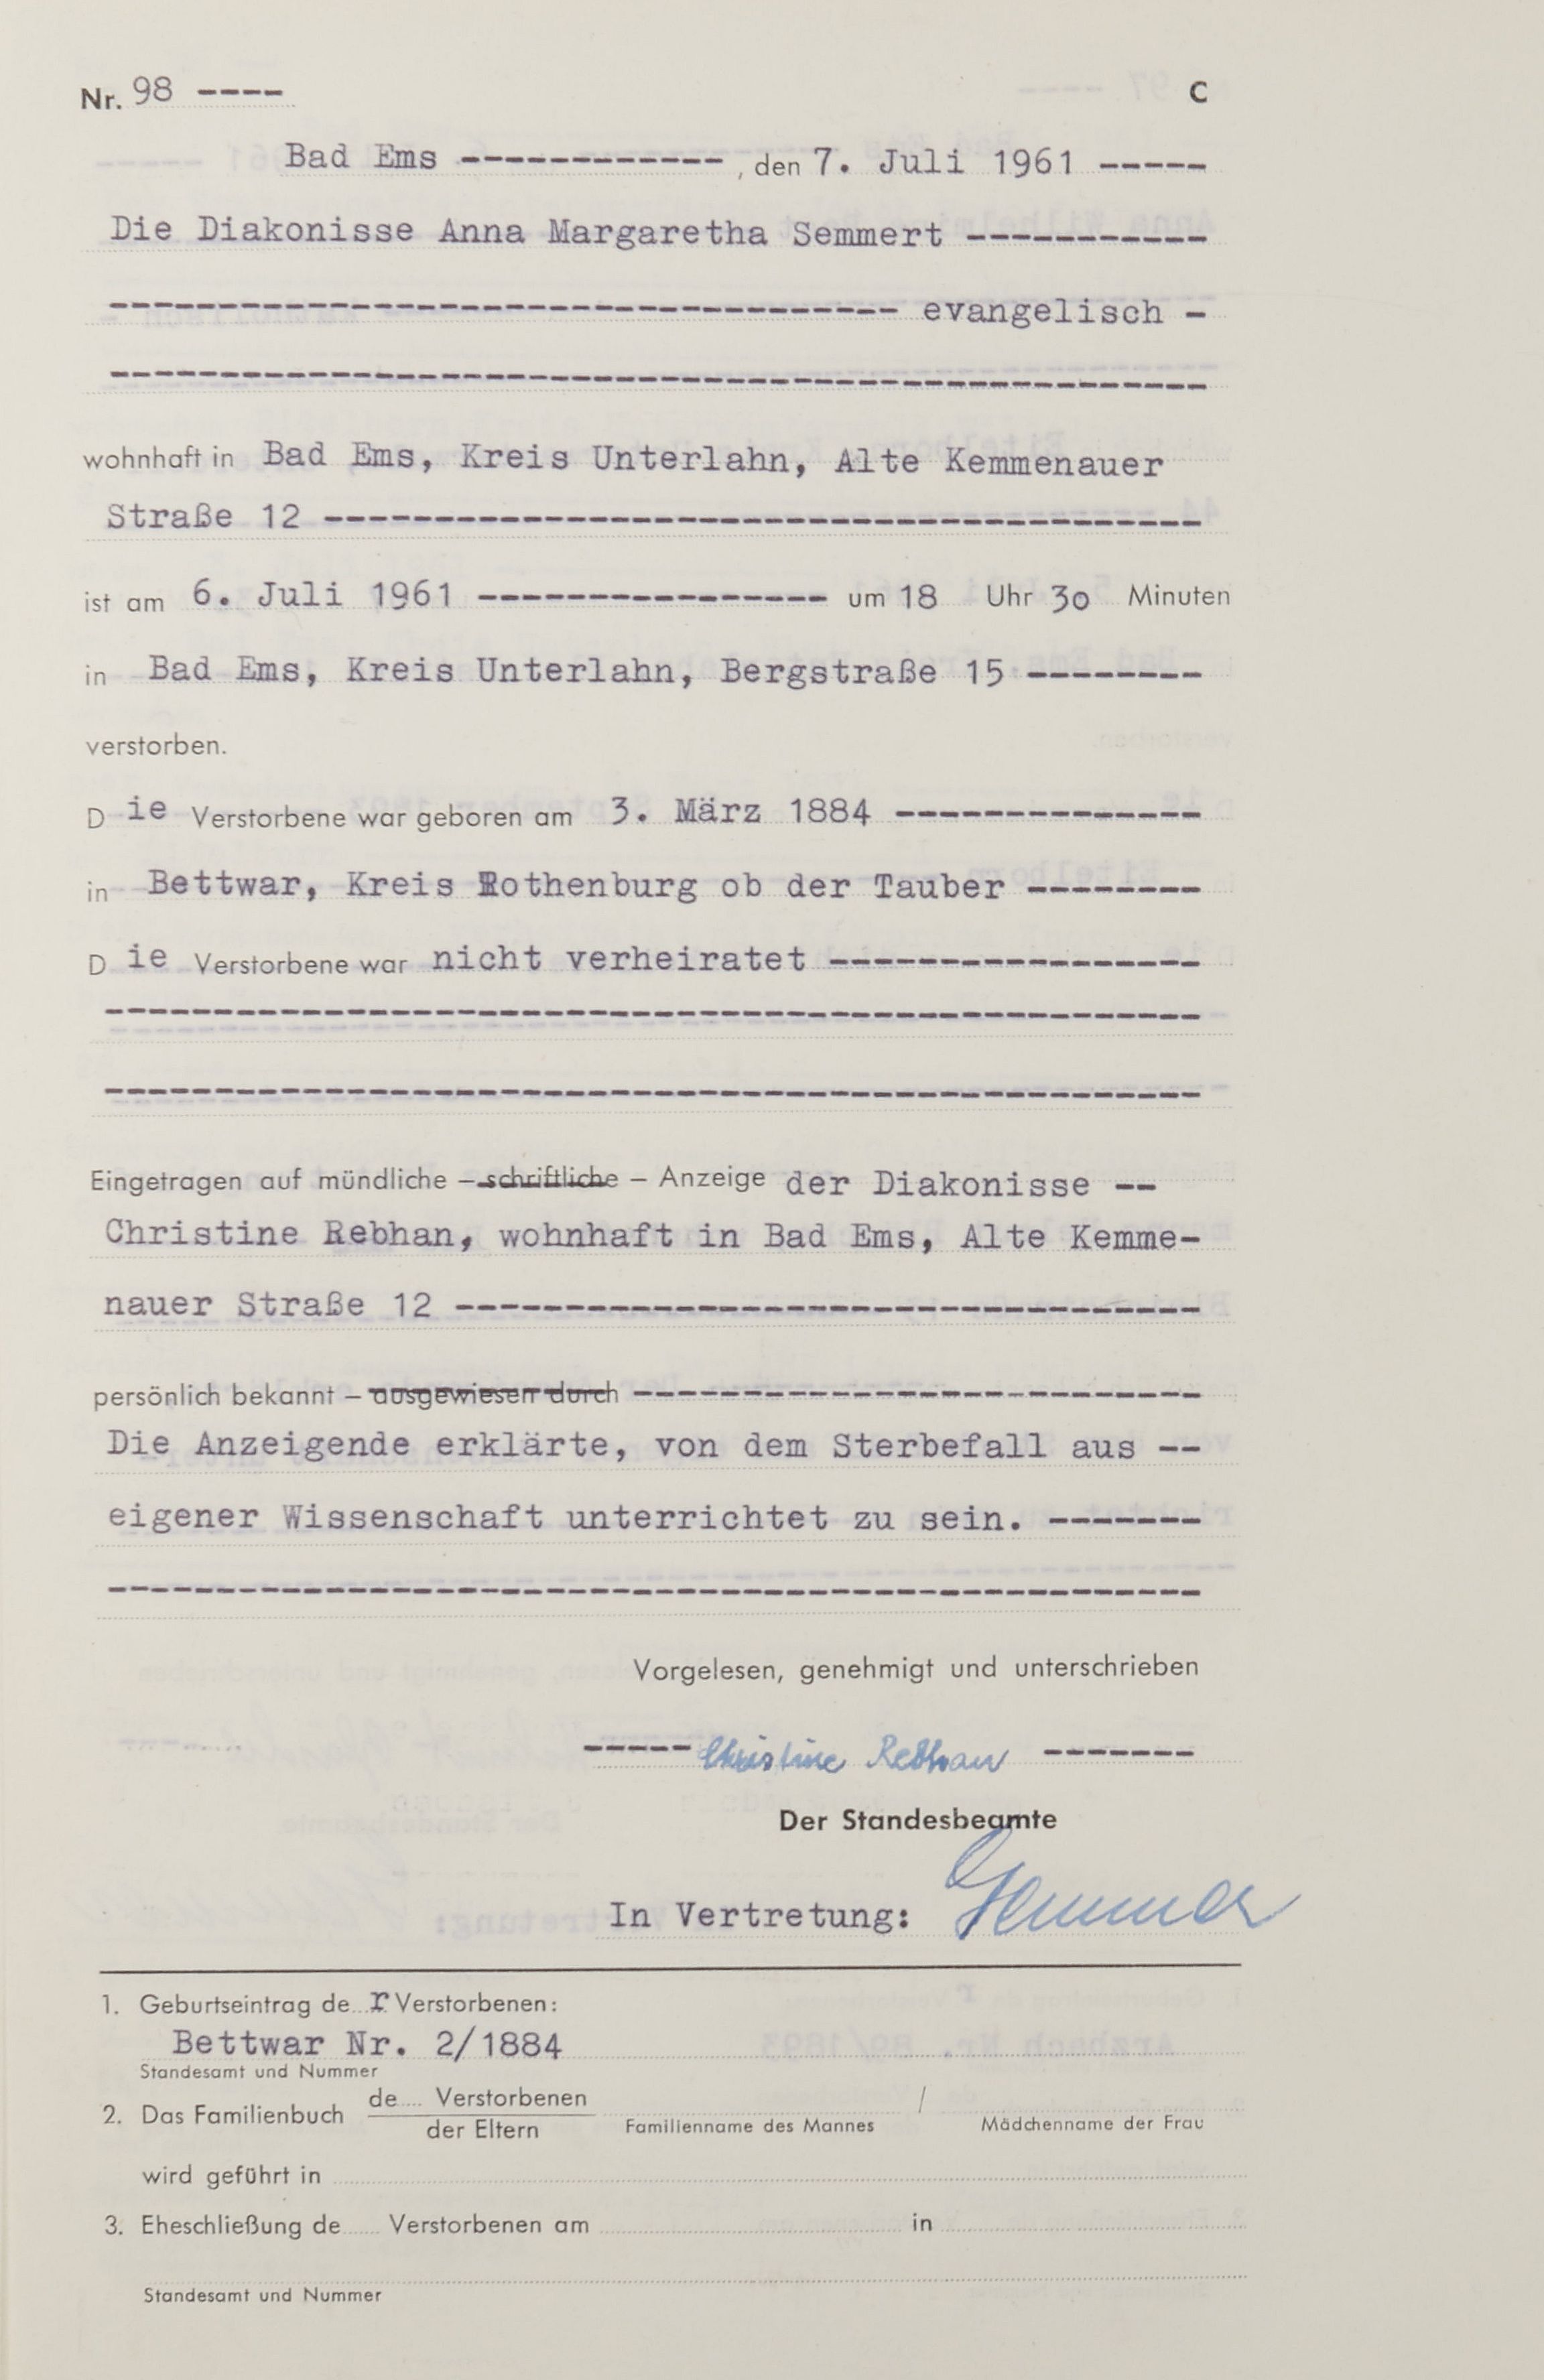 Nr. 98 ---- C
Bad Ems ------------, den 7. Juli 1961 -----
Die Diakonisse Anna Margaretha Semmert -----------
------------------------------------ evangelisch -
--------------------------------------------------
wohnhaft in Bad Ems, Kreis Unterlahn, Alte Kemmenauer
Straße 12 ----------------------------------------
ist am 6. Juli 1961 ---------------- um 18 Uhr 30 Minuten
in Bad Ems, Kreis Unterlahn, Bergstraße 15 --------
verstorben.
Die Verstorbene war geboren am 3. März 1884 --------------
in Bettwar, Kreis Rothenburg ob der Tauber --------
Die Verstorbene war nicht verheiratet -----------------
--------------------------------------------------
--------------------------------------------------
Eingetragen auf mündliche – schriftliche – Anzeige der Diakonisse --
Christine Rebhan, wohnhaft in Bad Ems, Alte Kemme-
nauer Straße 12 ----------------------------------
persönlich bekannt – ausgewiesen durch --------------------------
Die Anzeigende erklärte, von dem Sterbefall aus --
eigener Wissenschaft unterrichtet zu sein. -------
--------------------------------------------------
Vorgelesen, genehmigt und unterschrieben
----- Christine Rebhan -------
Der Standesbeamte
In Vertretung:
1. Geburtseintrag der Verstorbenen:
Bettwar Nr. 2/1884
Standesamt und Nummer
2. Das Familienbuch de.... Verstorbenen /
der Eltern Familienname des Mannes Mädchenname der Frau
wird geführt in
3. Eheschließung de...... Verstorbenen am in
Standesamt und Nummer